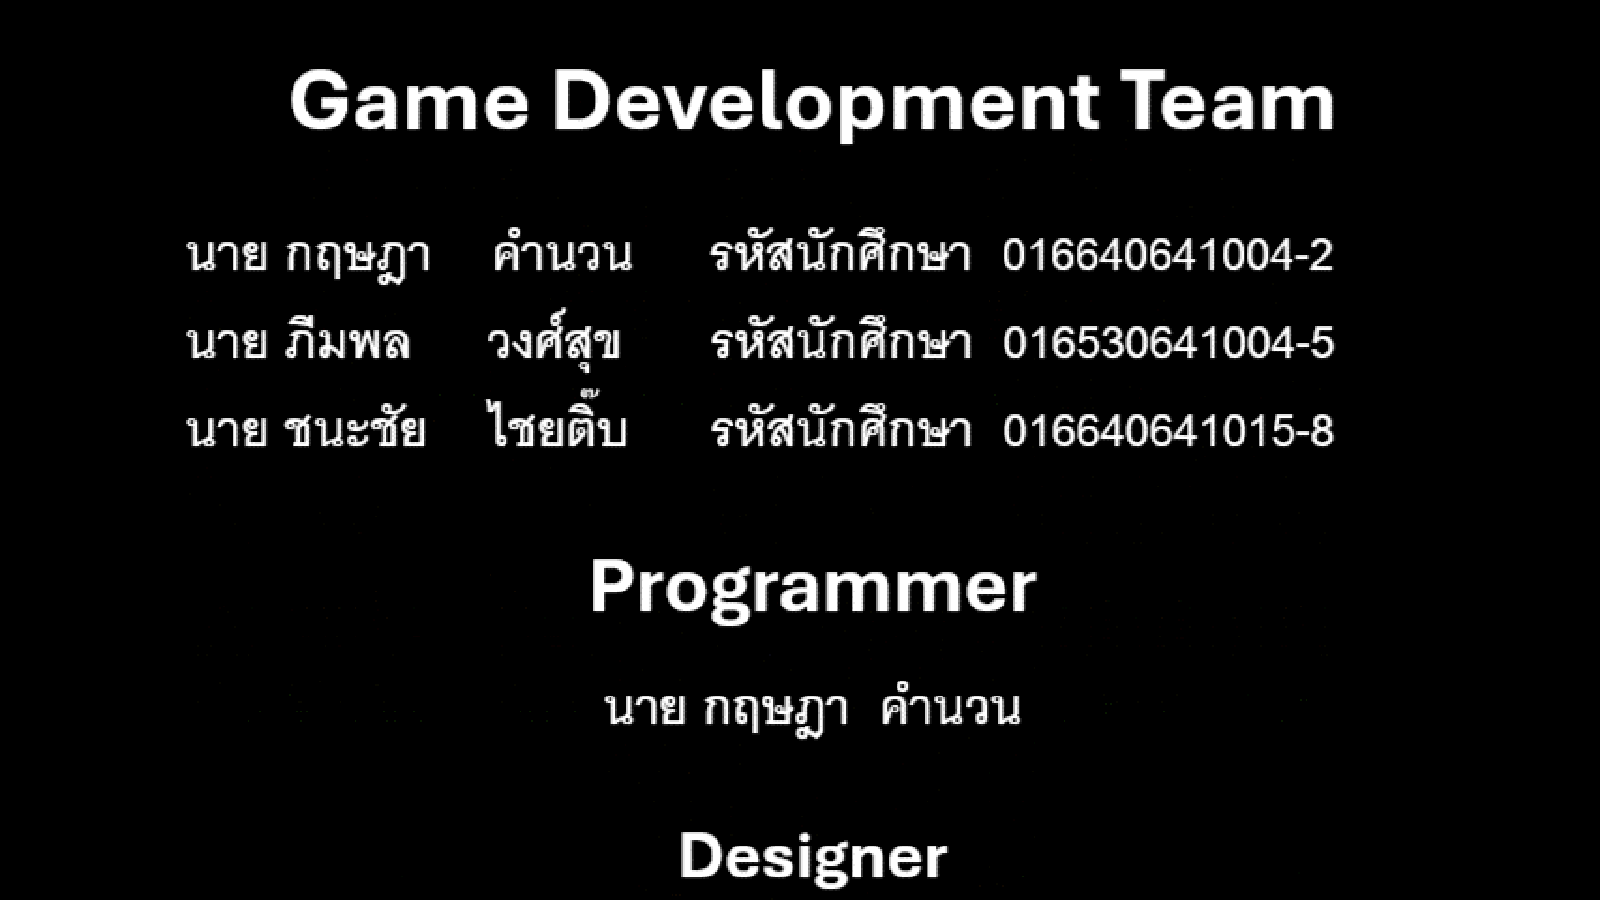 Game Development Team
นาย กฤษฎา คำนวน รหัสนักศึกษา 016640641004-2
นาย ภีมพล วงศ์สุข รหัสนักศึกษา 016530641004-5
นาย ชนะชัย ไชยติ๊บ รหัสนักศึกษา 016640641015-8
Programmer
นาย กฤษฎา คำนวน
Designer